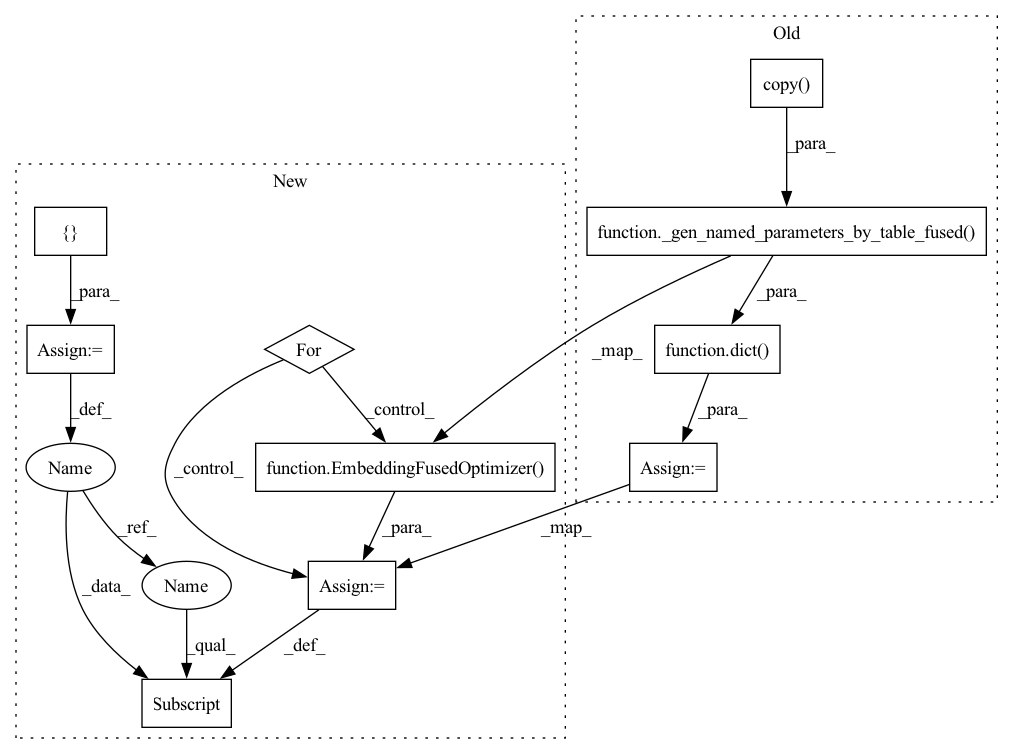 Old
copy()
_para_
New
{}
function._gen_named_parameters_by_table_fused()
_para_
_para_
Assign:=
For
_map_
function.dict()
_def_
_control_
_para_
Name
_control_
function.EmbeddingFusedOptimizer()
Assign:=
_ref_
_para_
_map_
_data_
Name
Assign:=
_qual_
_def_
Subscript